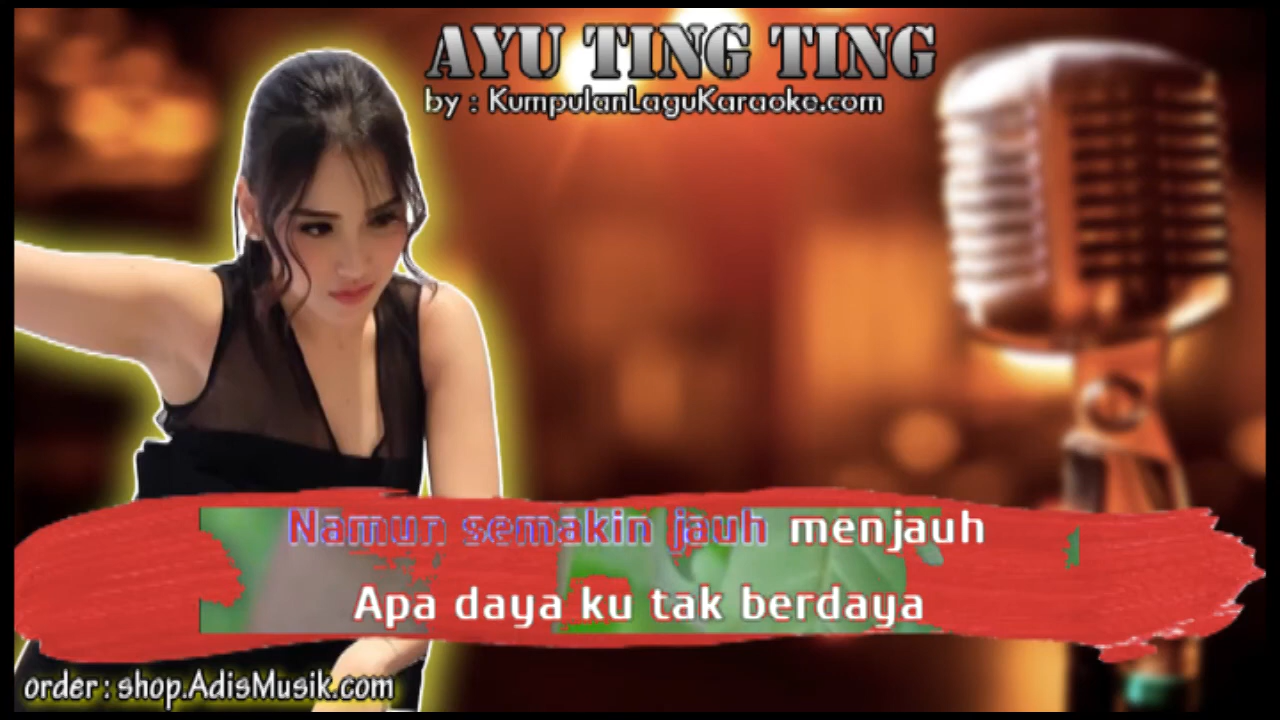 AYU TING TING
by : KumpulanLaguKaraoke.com
Namun semakin jauh menjauh
Apa daya ku tak berdaya
order : shop.AdisMusik.com